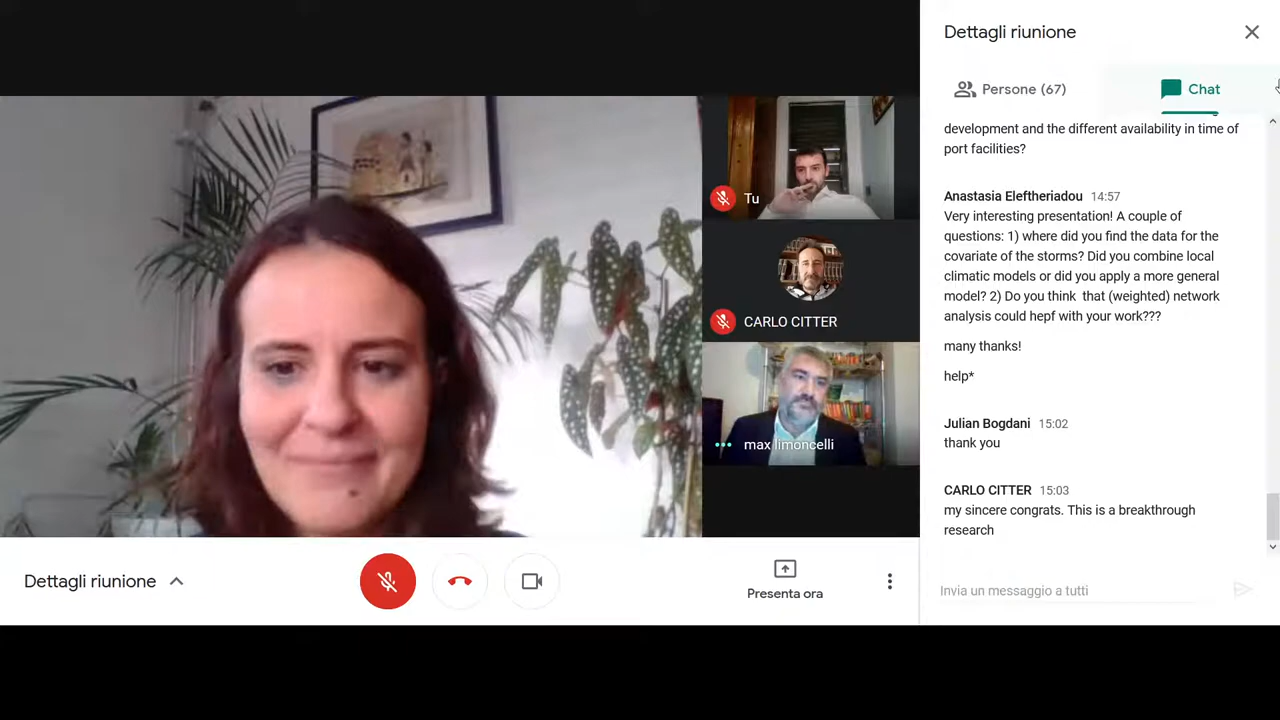 Dettagli riunione
Persone (67)
Chat
development and the different availability in time of
port facilities?
Anastasia Eleftheriadou 14:57
Very interesting presentation! A couple of
questions: 1) where did you find the data for the
covariate of the storms? Did you combine local
climatic models or did you apply a more general
model? 2) Do you think that (weighted) network
analysis could hepf with your work???
many thanks!
help*
Julian Bogdani 15:02
thank you
CARLO CITTER 15:03
my sincere congrats. This is a breakthrough
research
Invia un messaggio a tutti
Tu
CARLO CITTER
max limoncelli
Dettagli riunione
Presenta ora